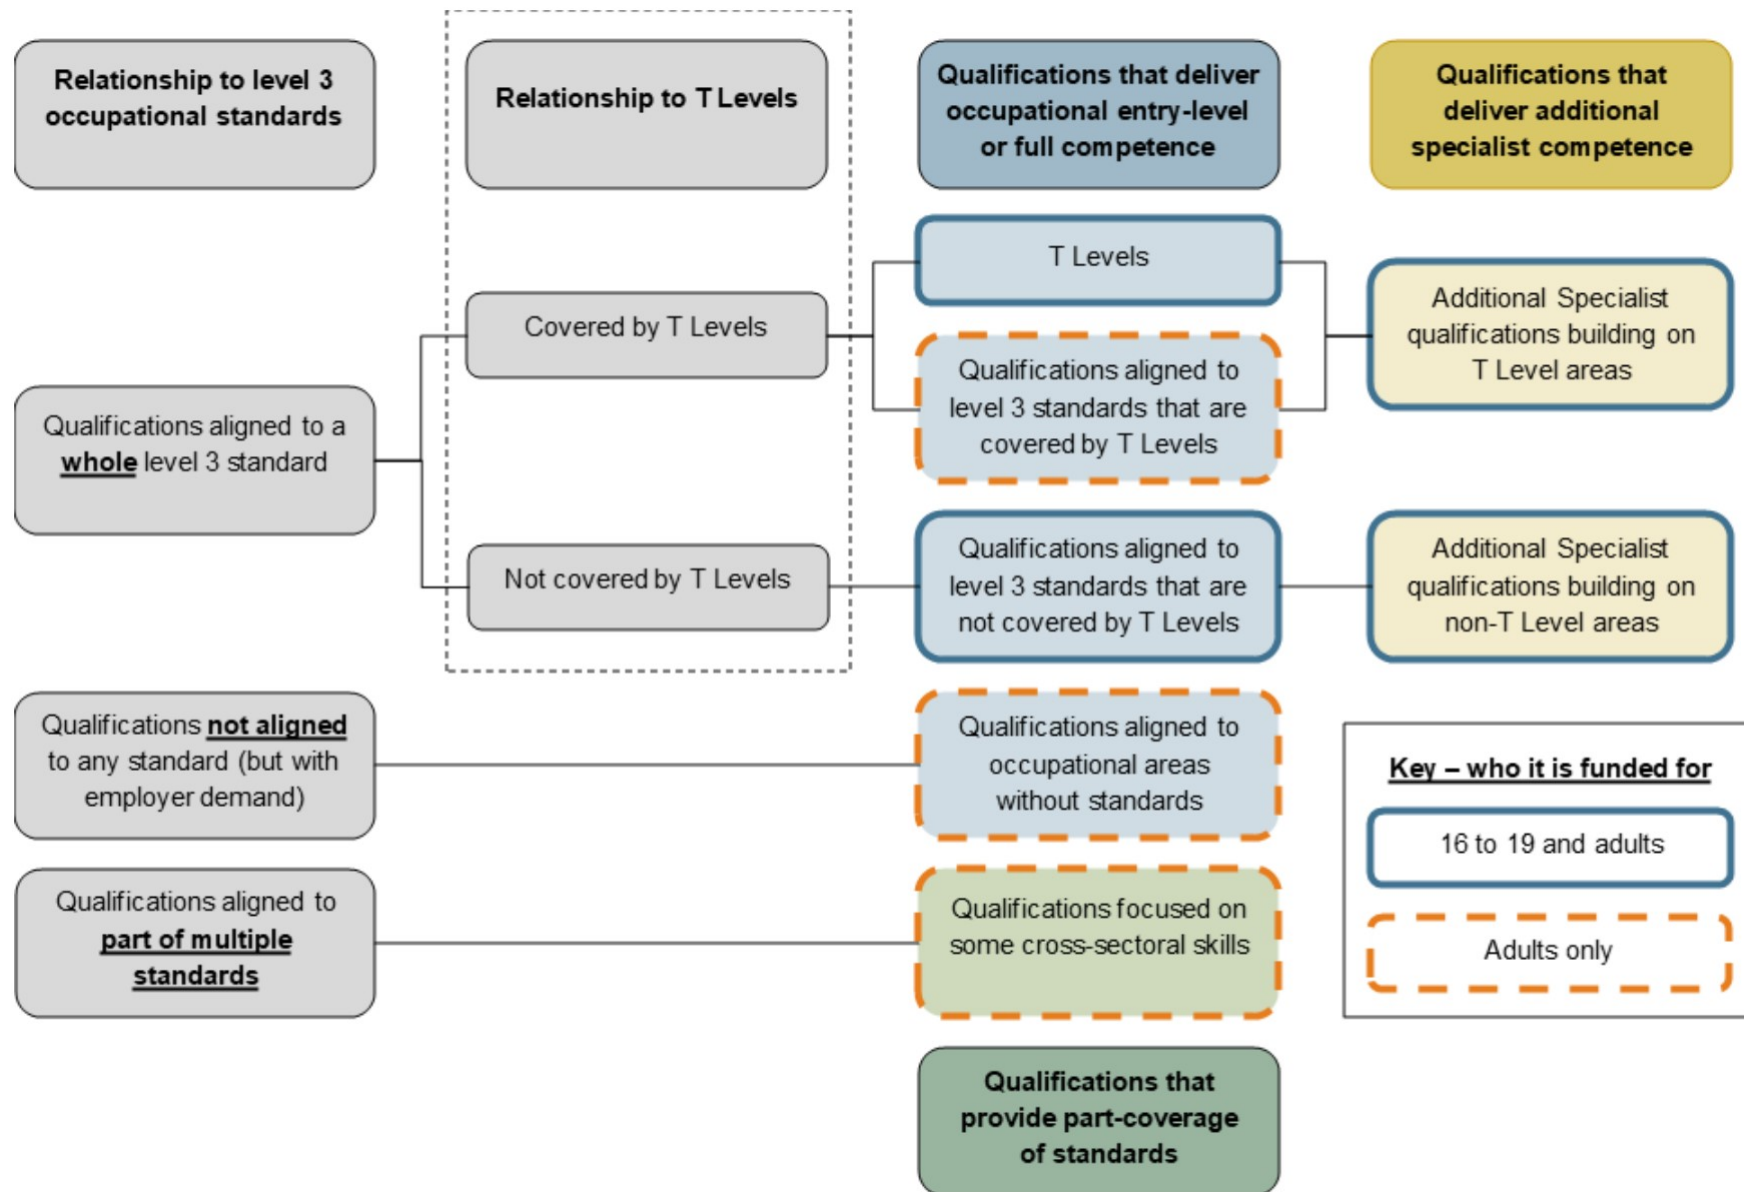 Relationship to level 3
occupational standards
Relationship to T Levels
Qualifications that deliver
occupational entry-level
or full competence
Qualifications that
deliver additional
specialist competence
Qualifications aligned to a
whole level 3 standard
Covered by T Levels
Not covered by T Levels
T Levels
Qualifications aligned to
level 3 standards that are
covered by T Levels
Qualifications aligned to
level 3 standards that are
not covered by T Levels
Additional Specialist
qualifications building on
T Level areas
Additional Specialist
qualifications building on
non-T Level areas
Qualifications not aligned
to any standard (but with
employer demand)
Qualifications aligned to
occupational areas
without standards
Qualifications aligned to
part of multiple
standards
Qualifications focused on
some cross-sectoral skills
Qualifications that
provide part-coverage
of standards
Key – who it is funded for
16 to 19 and adults
Adults only